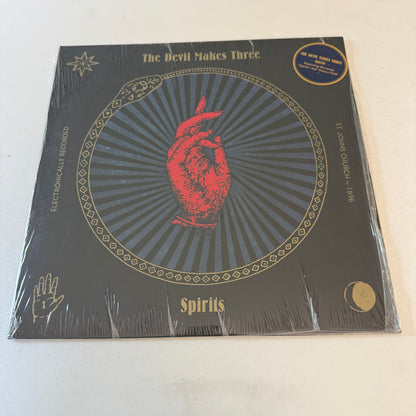 The Devil Makes Three
THE DEVIL MAKES THREE
Spirits
ELECTRONICALLY RECORDED
ST. JOHNS CHURCH – 1896
Spirits